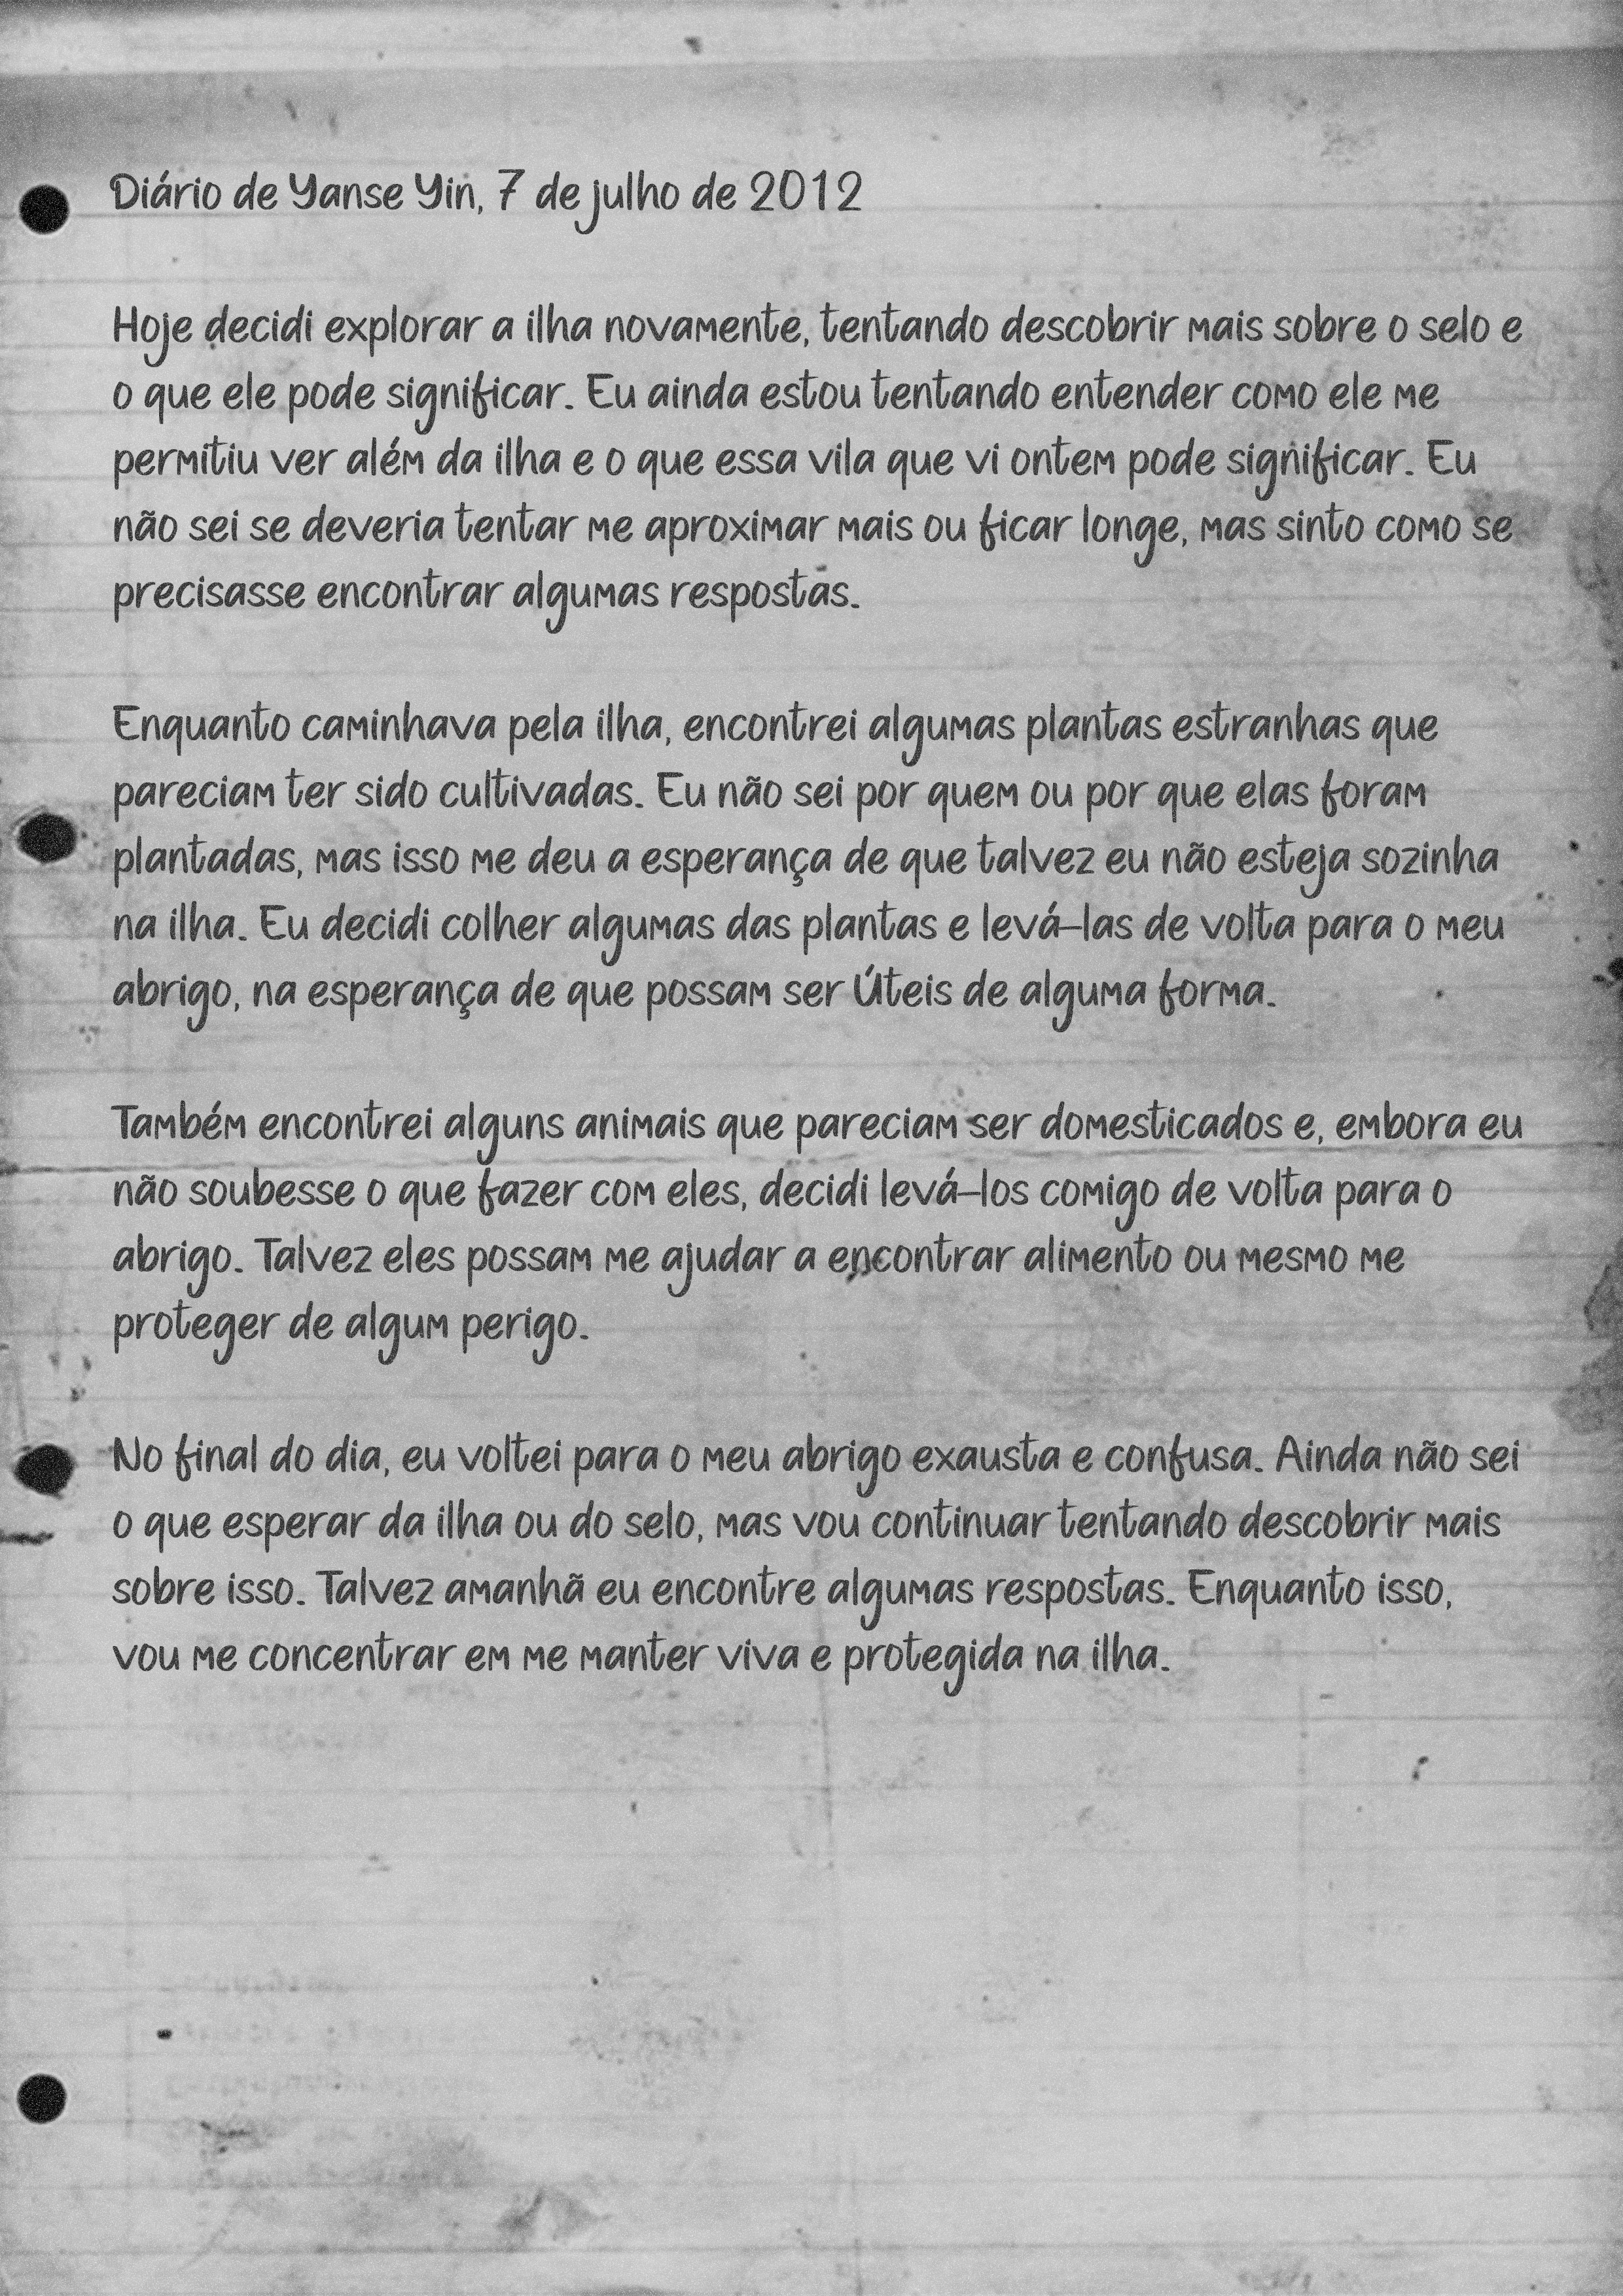 Diário de Yanse Yin, 7 de julho de 2012
Hoje decidi explorar a ilha novamente, tentando descobrir mais sobre o selo e
o que ele pode significar. Eu ainda estou tentando entender como ele me
permitiu ver além da ilha e o que essa vila que vi ontem pode significar. Eu
não sei se deveria tentar me aproximar mais ou ficar longe, mas sinto como se
precisasse encontrar algumas respostas.
Enquanto caminhava pela ilha, encontrei algumas plantas estranhas que
pareciam ter sido cultivadas. Eu não sei por quem ou por que elas foram
plantadas, mas isso me deu a esperança de que talvez eu não esteja sozinha
na ilha. Eu decidi colher algumas das plantas e levá-las de volta para o meu
abrigo, na esperança de que possam ser Úteis de alguma forma.
Também encontrei alguns animais que pareciam ser domesticados e, embora eu
não soubesse o que fazer com eles, decidi levá-los comigo de volta para o
abrigo. Talvez eles possam me ajudar a encontrar alimento ou mesmo me
proteger de algum perigo.
No final do dia, eu voltei para o meu abrigo exausta e confusa. Ainda não sei
o que esperar da ilha ou do selo, mas vou continuar tentando descobrir mais
sobre isso. Talvez amanhã eu encontre algumas respostas. Enquanto isso,
vou me concentrar em me manter viva e protegida na ilha.